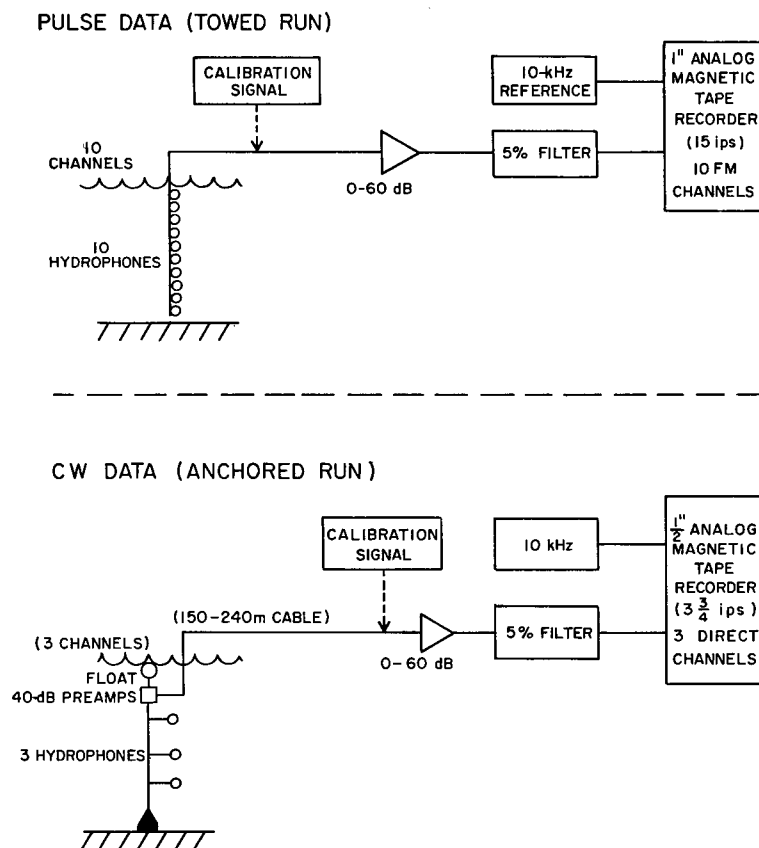 PULSE DATA (TOWED RUN)
CALIBRATION
SIGNAL
10-kHz
REFERENCE
1" ANALOG
MAGNETIC
TAPE
RECORDER
(15 ips)
10 FM
CHANNELS
10
CHANNELS
0-60 dB
5% FILTER
10
HYDROPHONES
CW DATA (ANCHORED RUN)
CALIBRATION
SIGNAL
10 kHz
1/2" ANALOG
MAGNETIC
TAPE
RECORDER
(3 3/4 ips)
3 DIRECT
CHANNELS
(150-240m CABLE)
(3 CHANNELS)
FLOAT
40-dB PREAMPS
0-60 dB
5% FILTER
3 HYDROPHONES